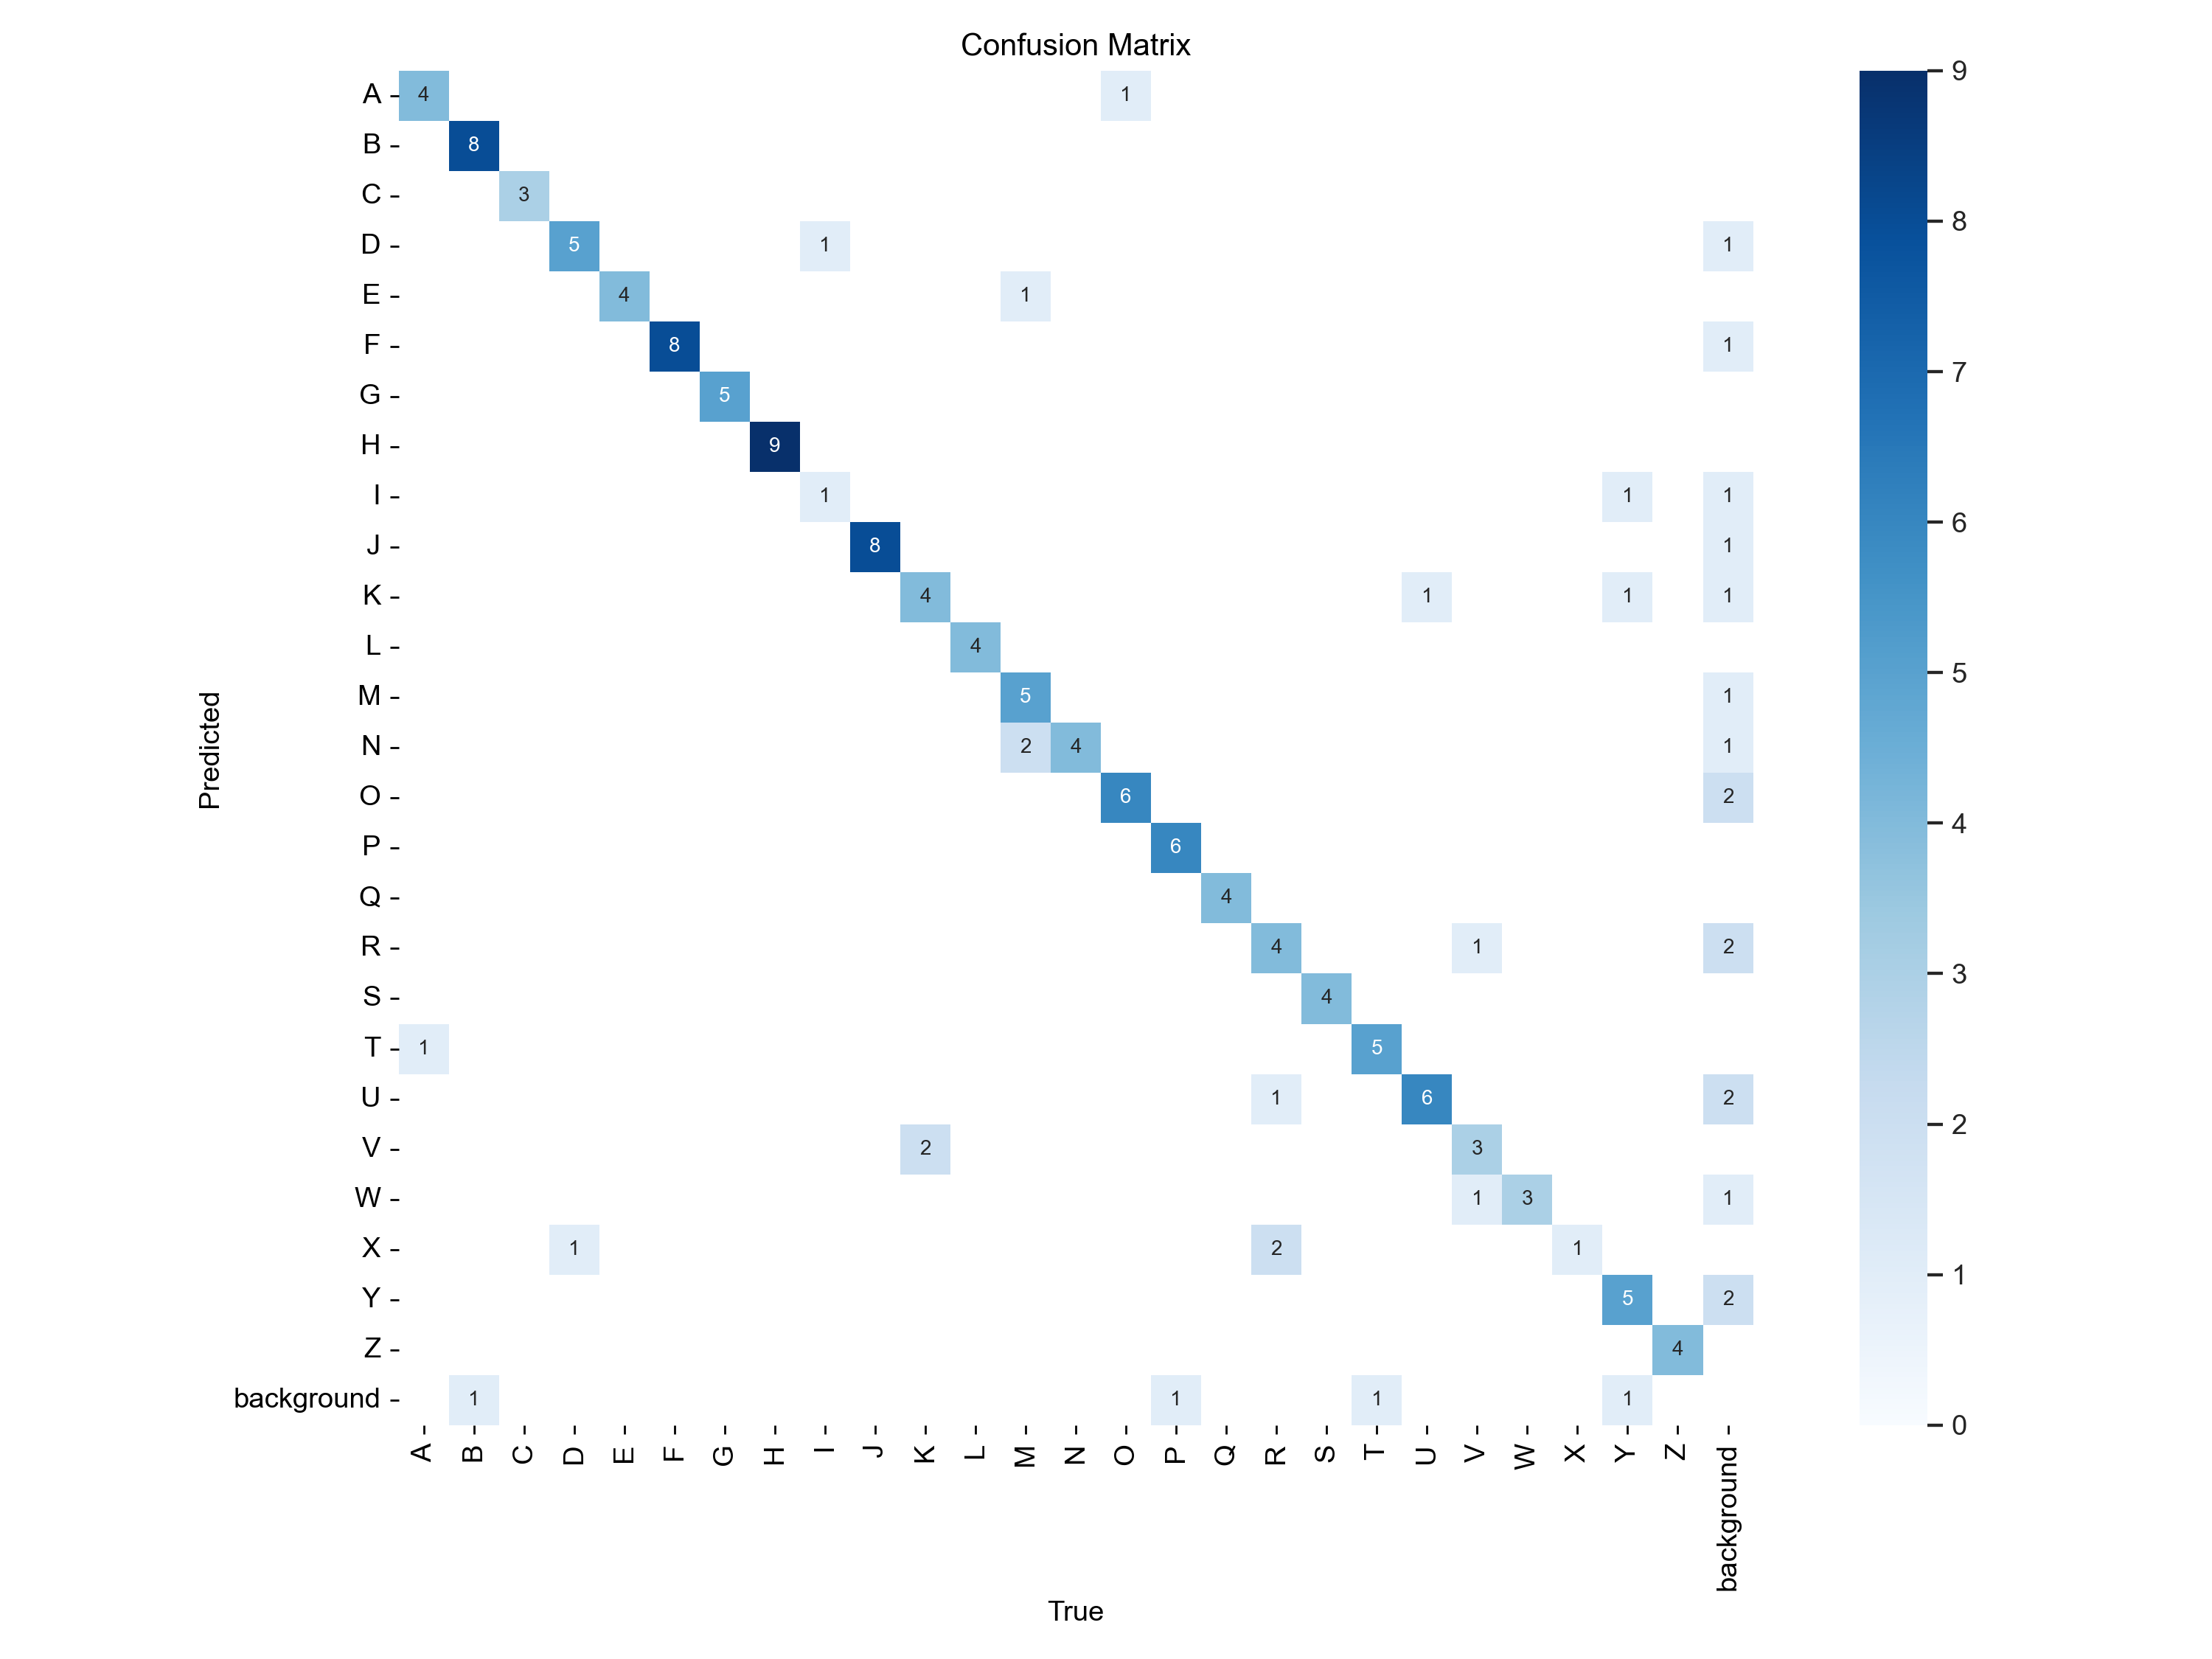 Confusion Matrix
A 4 1
B 8
C 3
D 5 1 1
E 4 1
F 8 1
G 5
H 9
I 1 1 1
J 8 1
K 4 1 1 1
L 4
M 5 1
N 2 4 1
O 6 2
P 6
Q 4
R 4 1 2
S 4
T 1 5
U 1 6 2
V 2 3
W 1 3 1
X 1 2 1
Y 5 2
Z 4
background 1 1 1 1
A B C D E F G H I J K L M N O P Q R S T U V W X Y Z background
True
Predicted
9
8
7
6
5
4
3
2
1
0